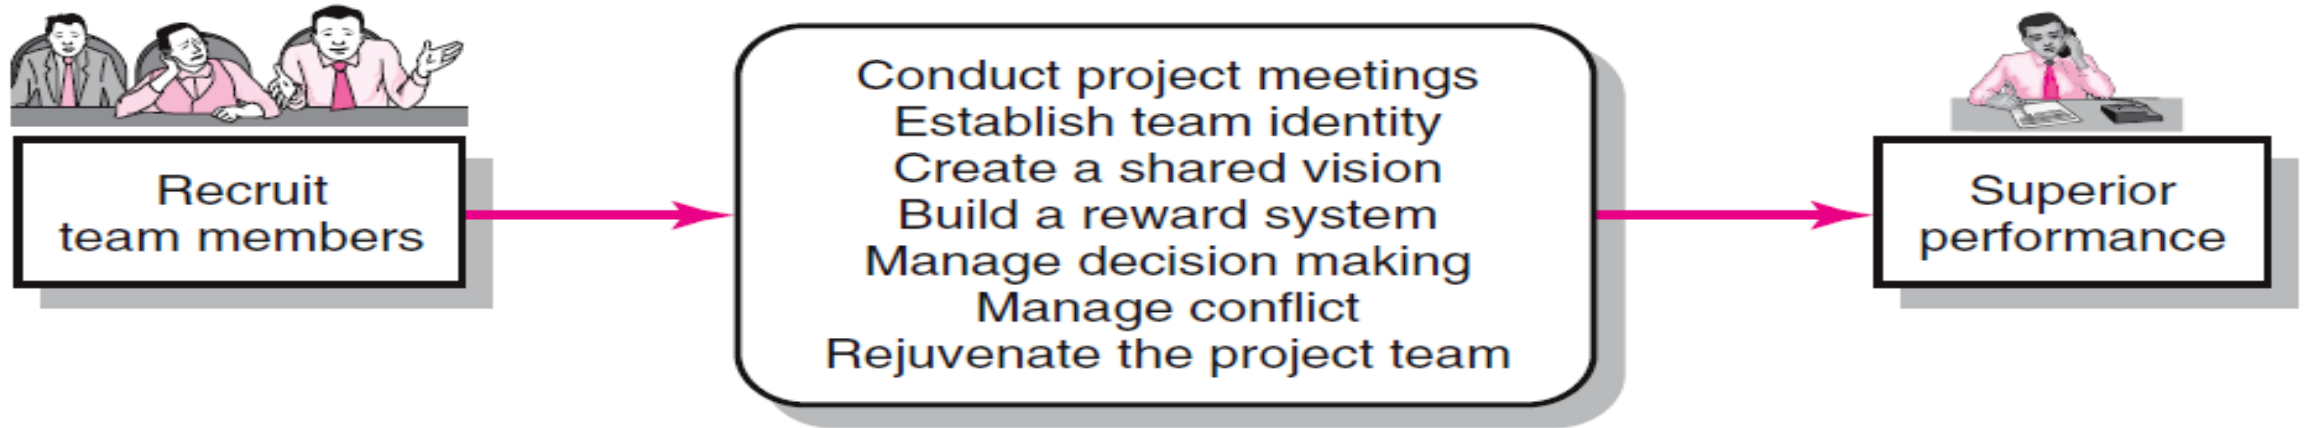 Recruit
team members
Conduct project meetings
Establish team identity
Create a shared vision
Build a reward system
Manage decision making
Manage conflict
Rejuvenate the project team
Superior
performance